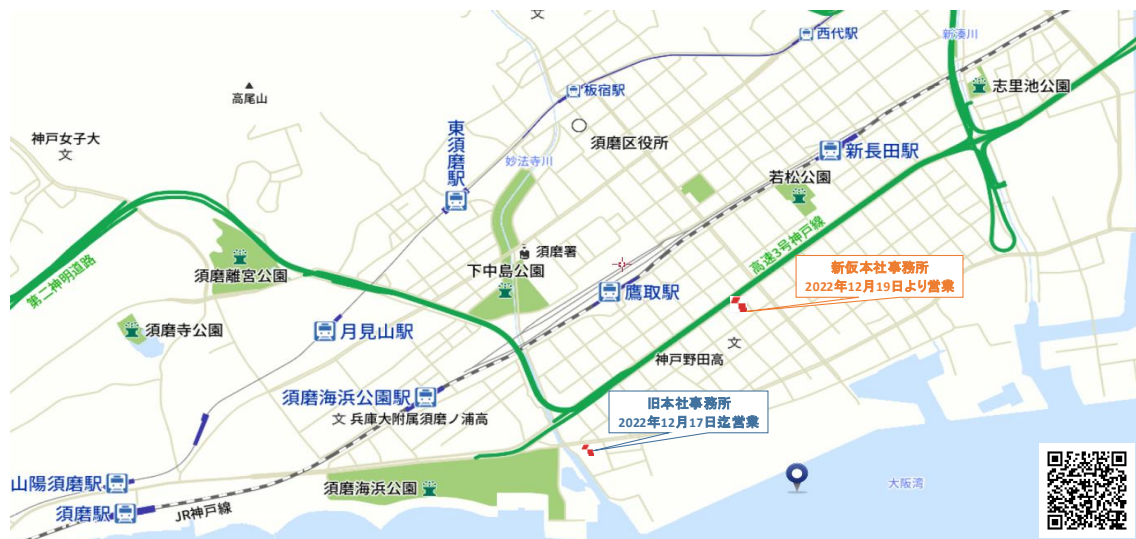 文
西代駅
新湊川
板宿駅
志里池公園
高尾山
神戸女子大
文
東須磨駅
須磨区役所
妙法寺川
新長田駅
若松公園
高速3号神戸線
須磨署
下中島公園
須磨離宮公園
第二神明道路
新仮本社事務所
2022年12月19日より営業
鷹取駅
須磨寺公園
月見山駅
文
神戸野田高
須磨海浜公園駅
文 兵庫大附属須磨ノ浦高
旧本社事務所
2022年12月17日迄営業
山陽須磨駅
須磨海浜公園
大阪湾
須磨駅
JR神戸線